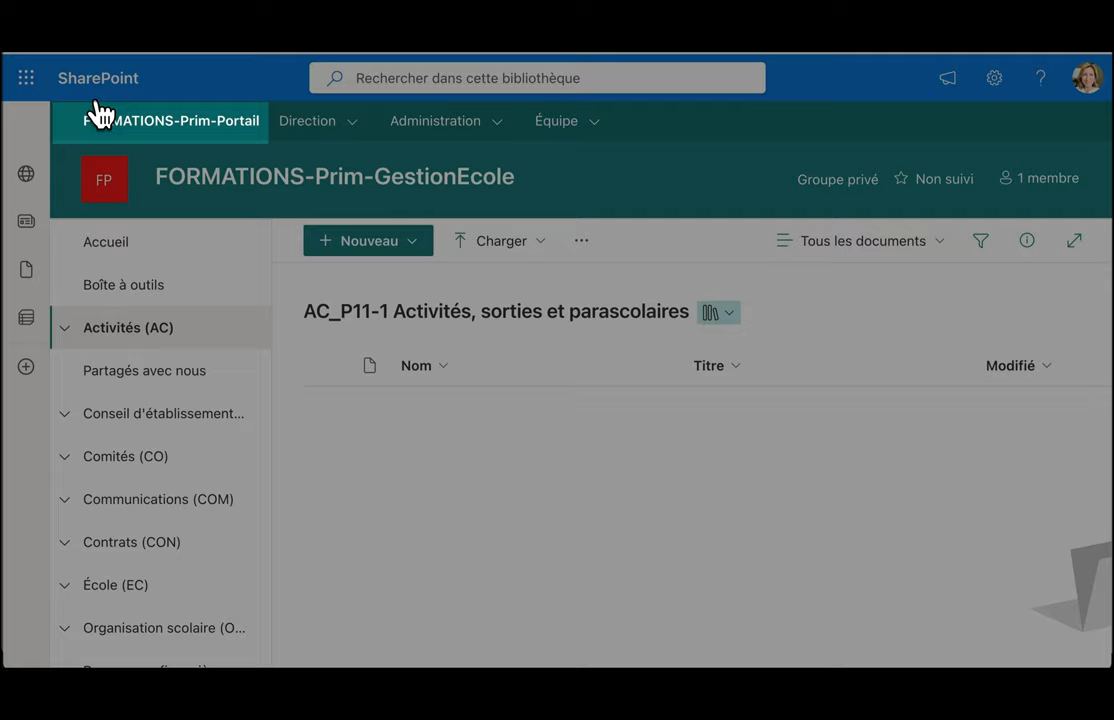 SharePoint
Rechercher dans cette bibliothèque
FORMATIONS-Prim-Portail
Direction
Administration
Équipe
FP
FORMATIONS-Prim-GestionEcole
Groupe privé
Non suivi
1 membre
Accueil
Nouveau
Charger
Tous les documents
Boîte à outils
Activités (AC)
AC_P11-1 Activités, sorties et parascolaires
Partagés avec nous
Nom
Titre
Modifié
Conseil d'établissement...
Comités (CO)
Communications (COM)
Contrats (CON)
École (EC)
Organisation scolaire (O...